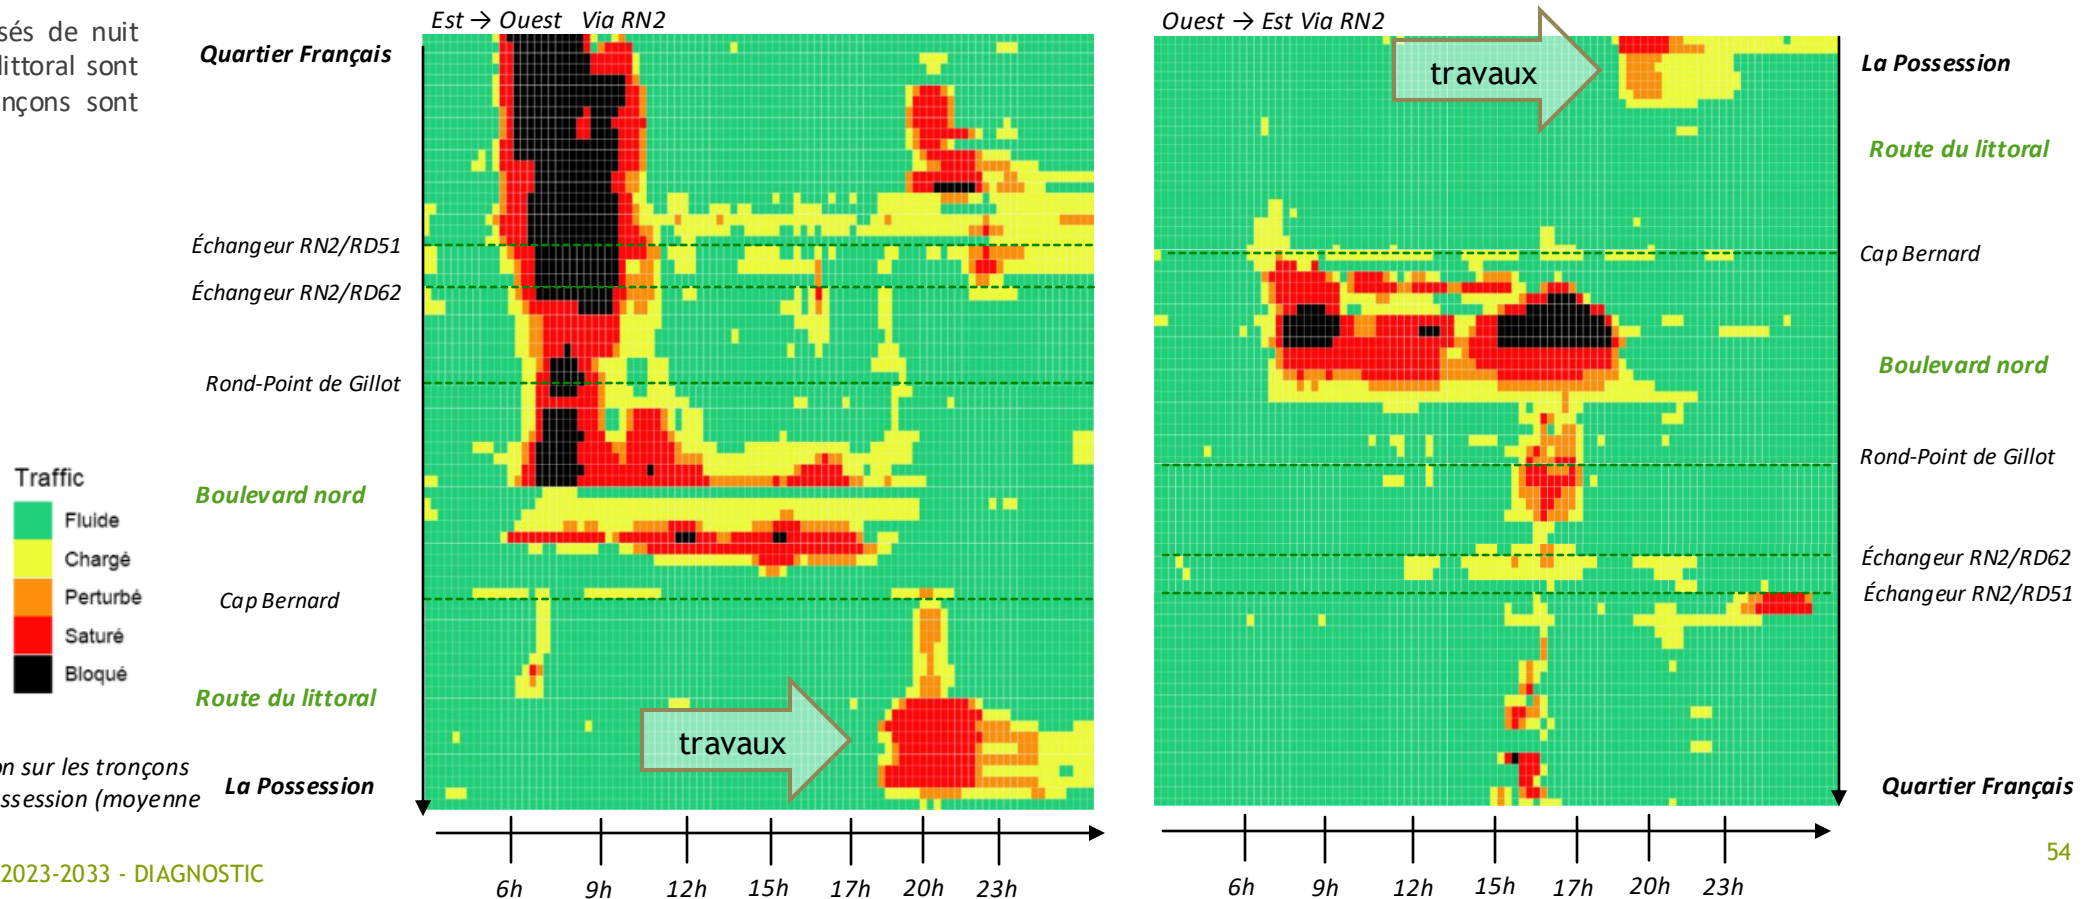 sés de nuit
littoral sont
nçons sont
Est → Ouest Via RN2
Quartier Français
Échangeur RN2/RD51
Échangeur RN2/RD62
Rond-Point de Gillot
Boulevard nord
Cap Bernard
Route du littoral
La Possession
travaux
6h 9h 12h 15h 17h 20h 23h
Traffic
Fluide
Chargé
Perturbé
Saturé
Bloqué
on sur les tronçons
ssession (moyenne
Ouest → Est Via RN2
travaux
La Possession
Route du littoral
Cap Bernard
Boulevard nord
Rond-Point de Gillot
Échangeur RN2/RD62
Échangeur RN2/RD51
Quartier Français
6h 9h 12h 15h 17h 20h 23h
2023-2033 - DIAGNOSTIC
54